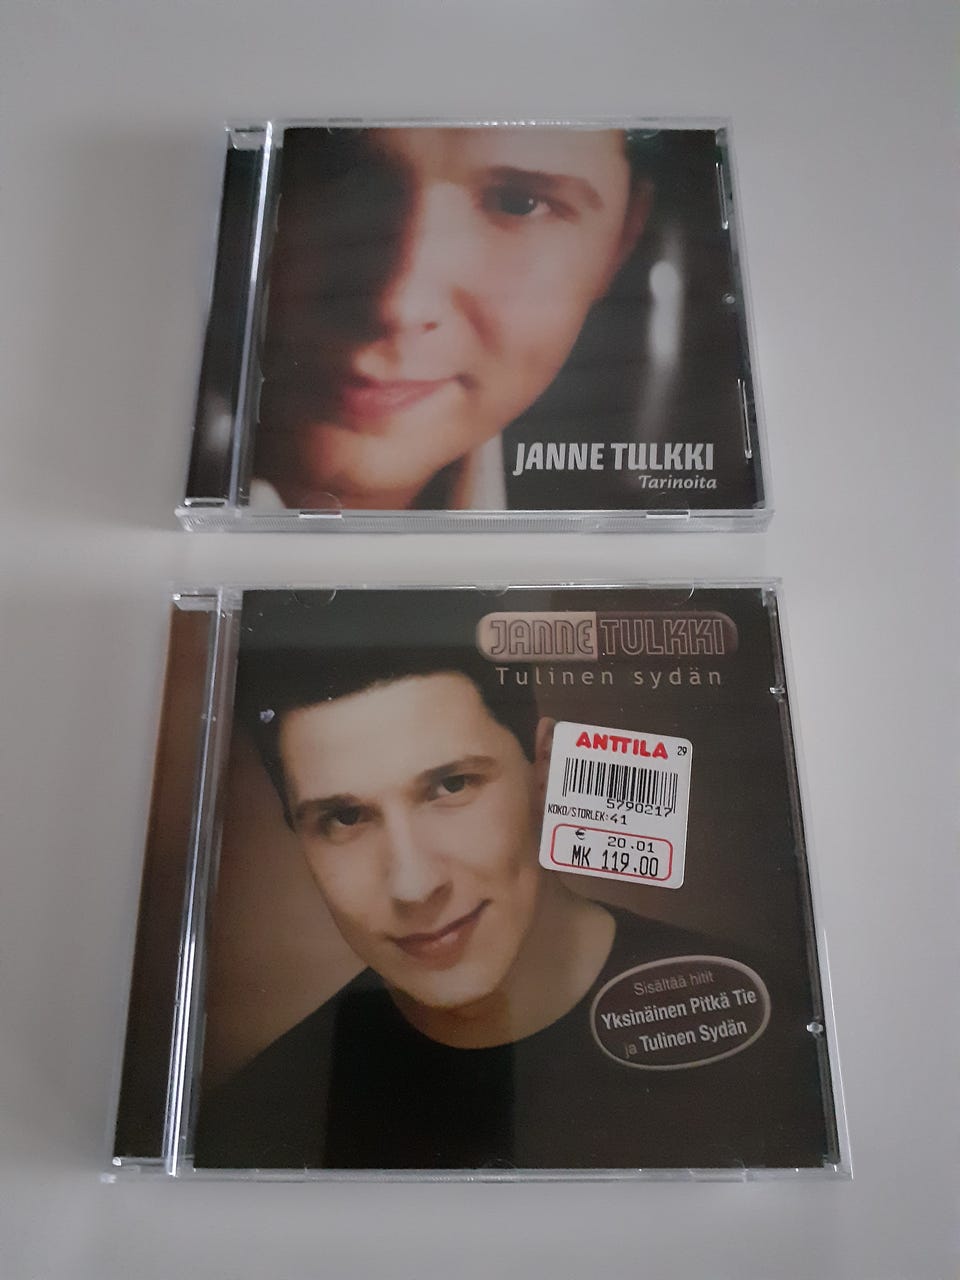 JANNE TULKKI
Tarinoita
JANNE TULKKI
Tulinen sydän
ANTTILA 29
5790217
KOKO/STORLEK: 41
€ 20.01
MK 119.00
Sisältää hitit
Yksinäinen Pitkä Tie
ja Tulinen Sydän